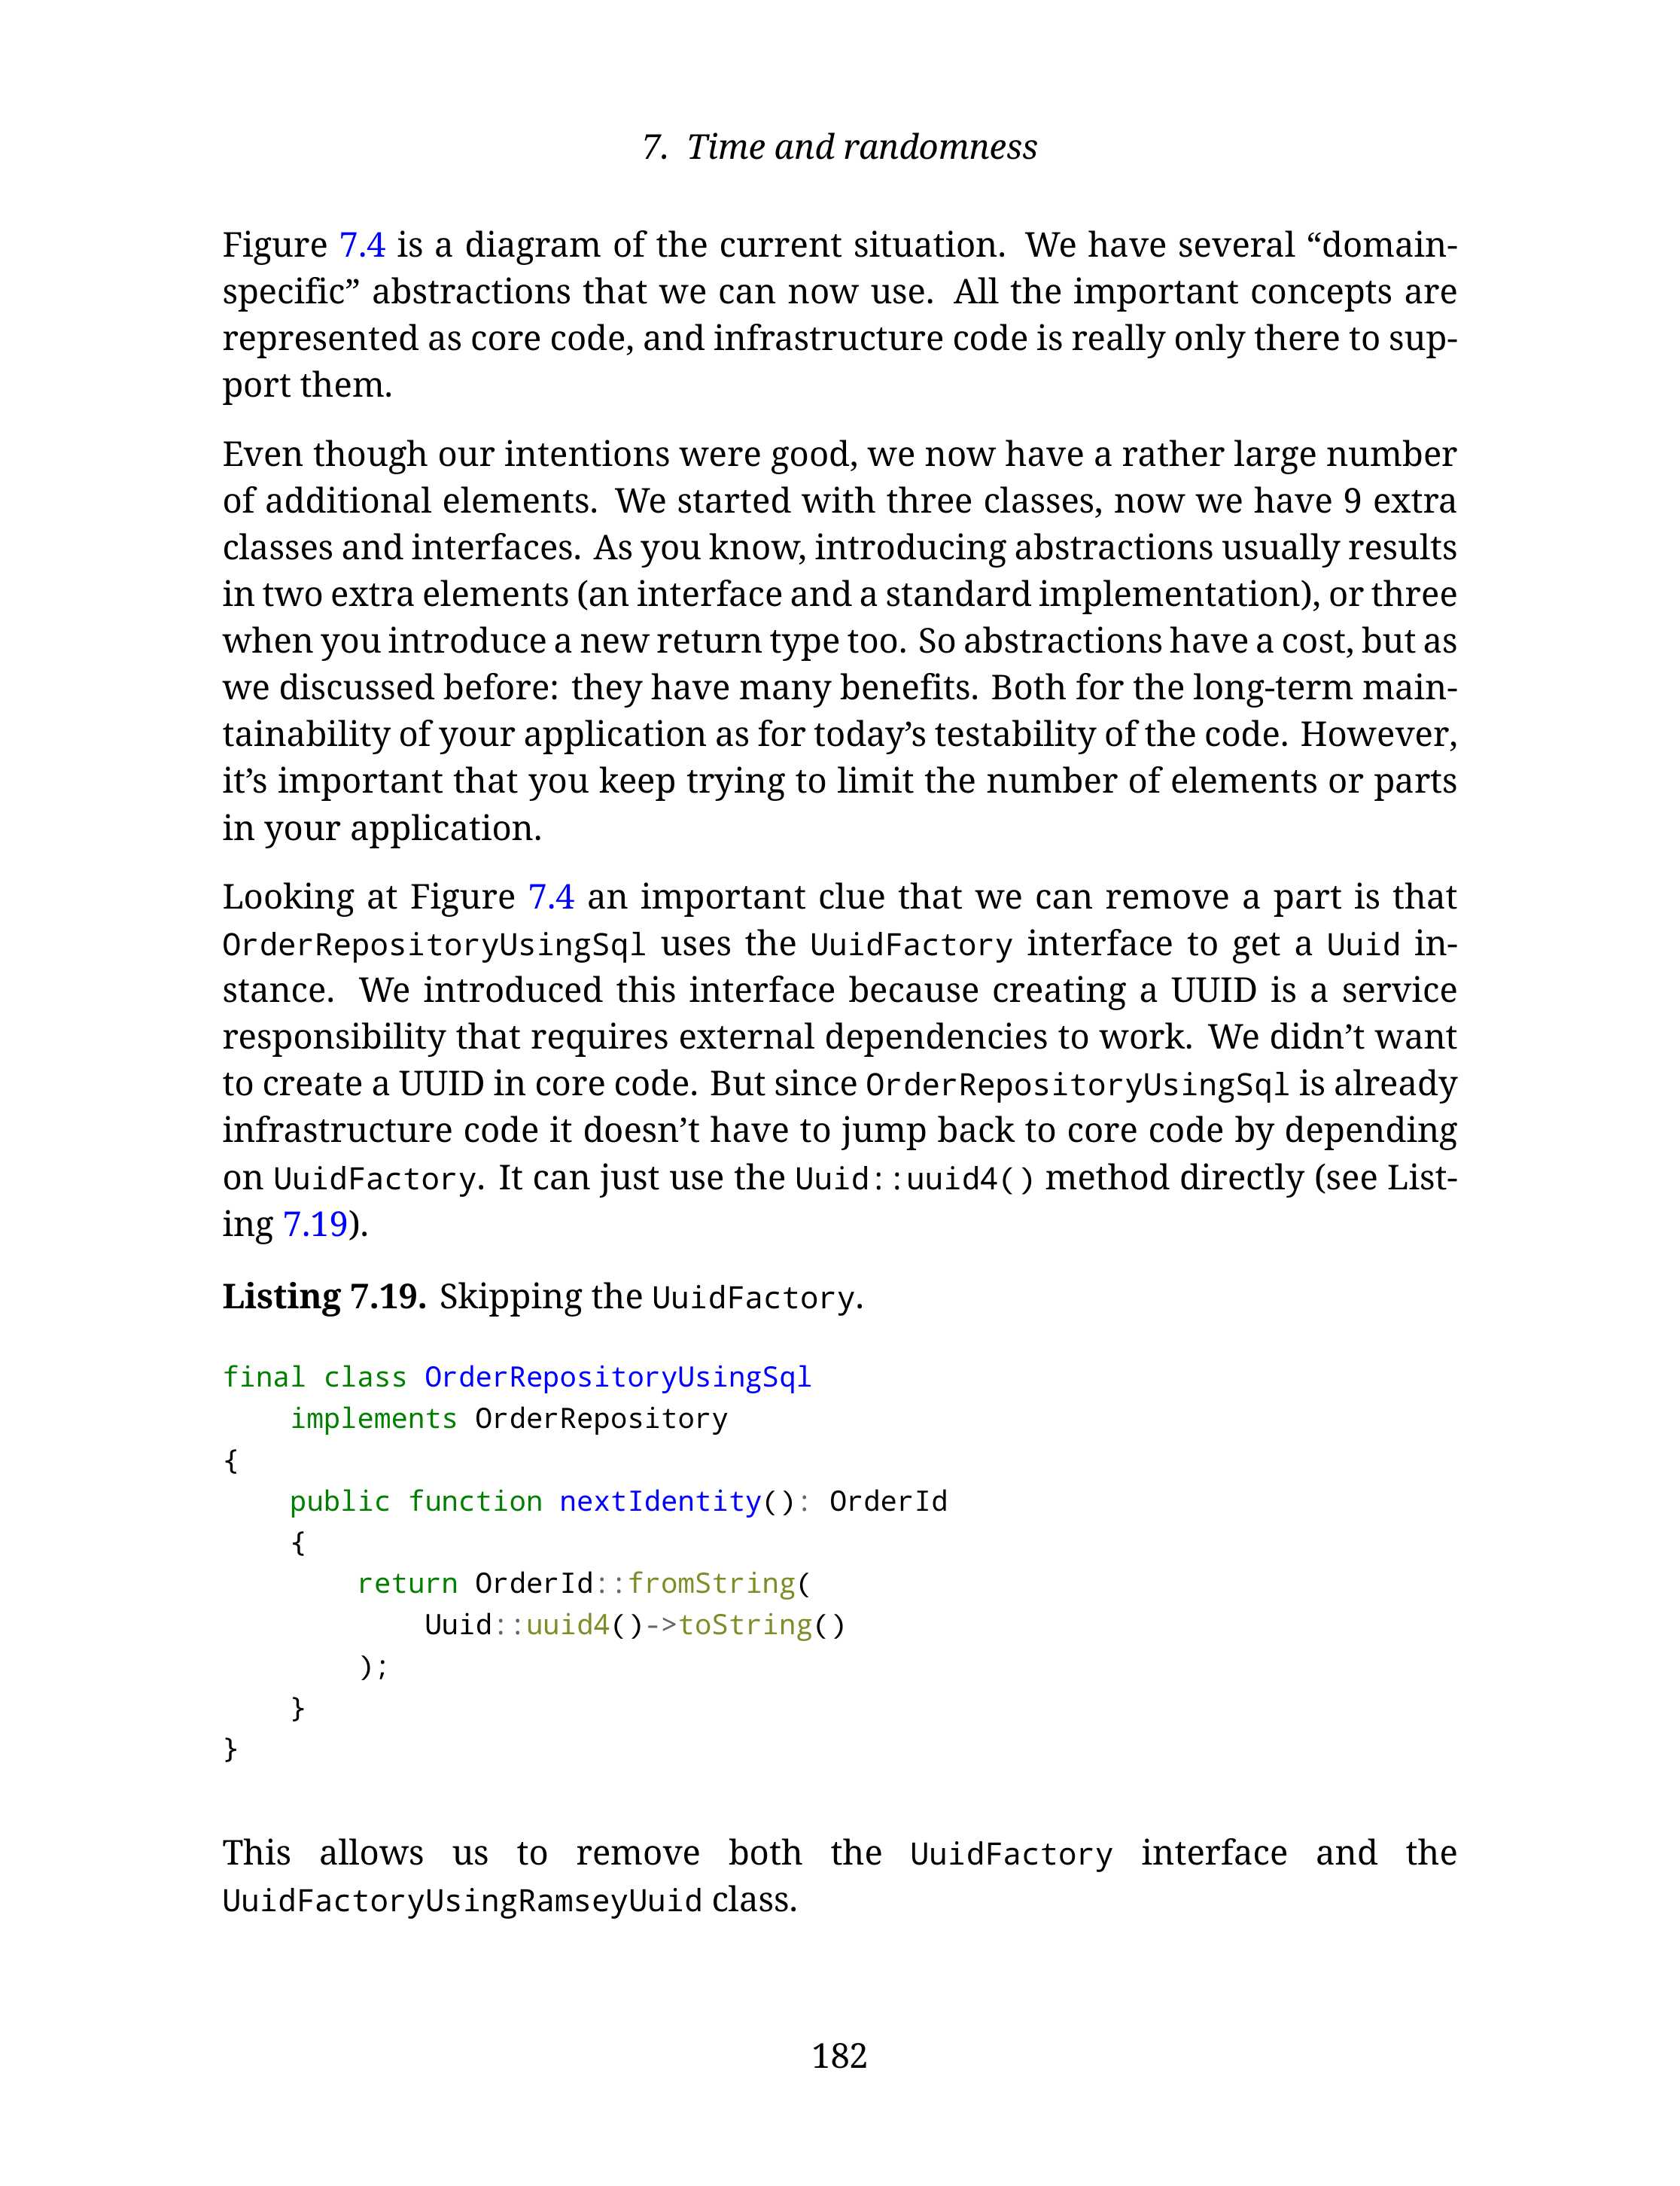 7. Time and randomness
Figure 7.4 is a diagram of the current situation. We have several “domain-
specific” abstractions that we can now use. All the important concepts are
represented as core code, and infrastructure code is really only there to sup-
port them.
Even though our intentions were good, we now have a rather large number
of additional elements. We started with three classes, now we have 9 extra
classes and interfaces. As you know, introducing abstractions usually results
in two extra elements (an interface and a standard implementation), or three
when you introduce a new return type too. So abstractions have a cost, but as
we discussed before: they have many benefits. Both for the long-term main-
tainability of your application as for today’s testability of the code. However,
it’s important that you keep trying to limit the number of elements or parts
in your application.
Looking at Figure 7.4 an important clue that we can remove a part is that
OrderRepositoryUsingSql uses the UuidFactory interface to get a Uuid in-
stance. We introduced this interface because creating a UUID is a service
responsibility that requires external dependencies to work. We didn’t want
to create a UUID in core code. But since OrderRepositoryUsingSql is already
infrastructure code it doesn’t have to jump back to core code by depending
on UuidFactory. It can just use the Uuid::uuid4() method directly (see List-
ing 7.19).
Listing 7.19. Skipping the UuidFactory.
final class OrderRepositoryUsingSql
    implements OrderRepository
{
    public function nextIdentity(): OrderId
    {
        return OrderId::fromString(
            Uuid::uuid4()->toString()
        );
    }
}
This allows us to remove both the UuidFactory interface and the
UuidFactoryUsingRamseyUuid class.
182